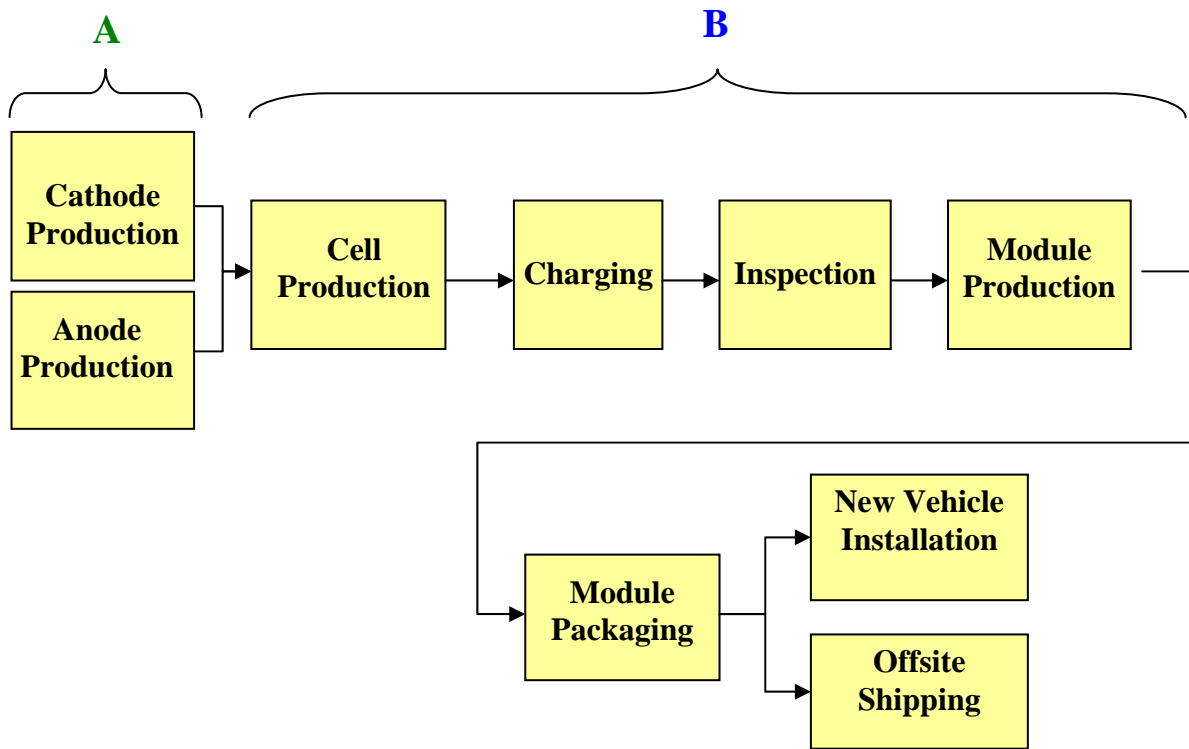 A
B
Cathode
Production
Anode
Production
Cell
Production
Charging
Inspection
Module
Production
Module
Packaging
New Vehicle
Installation
Offsite
Shipping